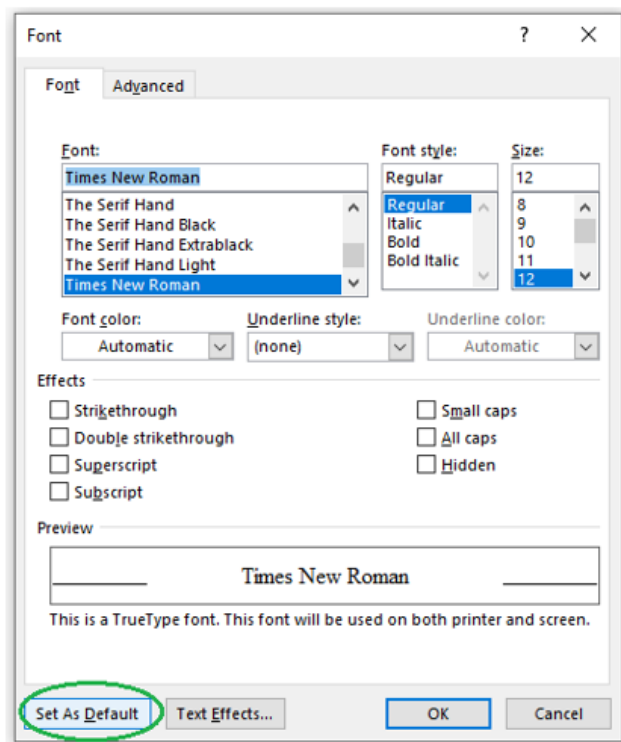 Font ?
Font Advanced
Font: Font style: Size:
Times New Roman Regular 12
The Serif Hand Regular 8
The Serif Hand Black Italic 9
The Serif Hand Extrablack Bold 10
The Serif Hand Light Bold Italic 11
Times New Roman 12
Font color: Underline style: Underline color:
Automatic (none) Automatic
Effects
Strikethrough Small caps
Double strikethrough All caps
Superscript Hidden
Subscript
Preview
Times New Roman
This is a TrueType font. This font will be used on both printer and screen.
Set As Default Text Effects... OK Cancel